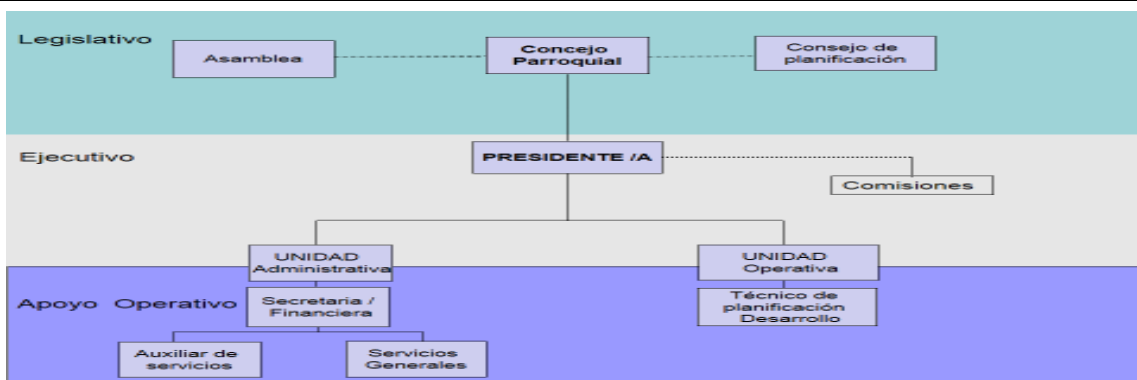 Legislativo
Asamblea
Concejo
Parroquial
Consejo de
planificación
Ejecutivo
PRESIDENTE /A
Comisiones
UNIDAD
Administrativa
UNIDAD
Operativa
Apoyo Operativo
Secretaria /
Financiera
Técnico de
planificación
Desarrollo
Auxiliar de
servicios
Servicios
Generales